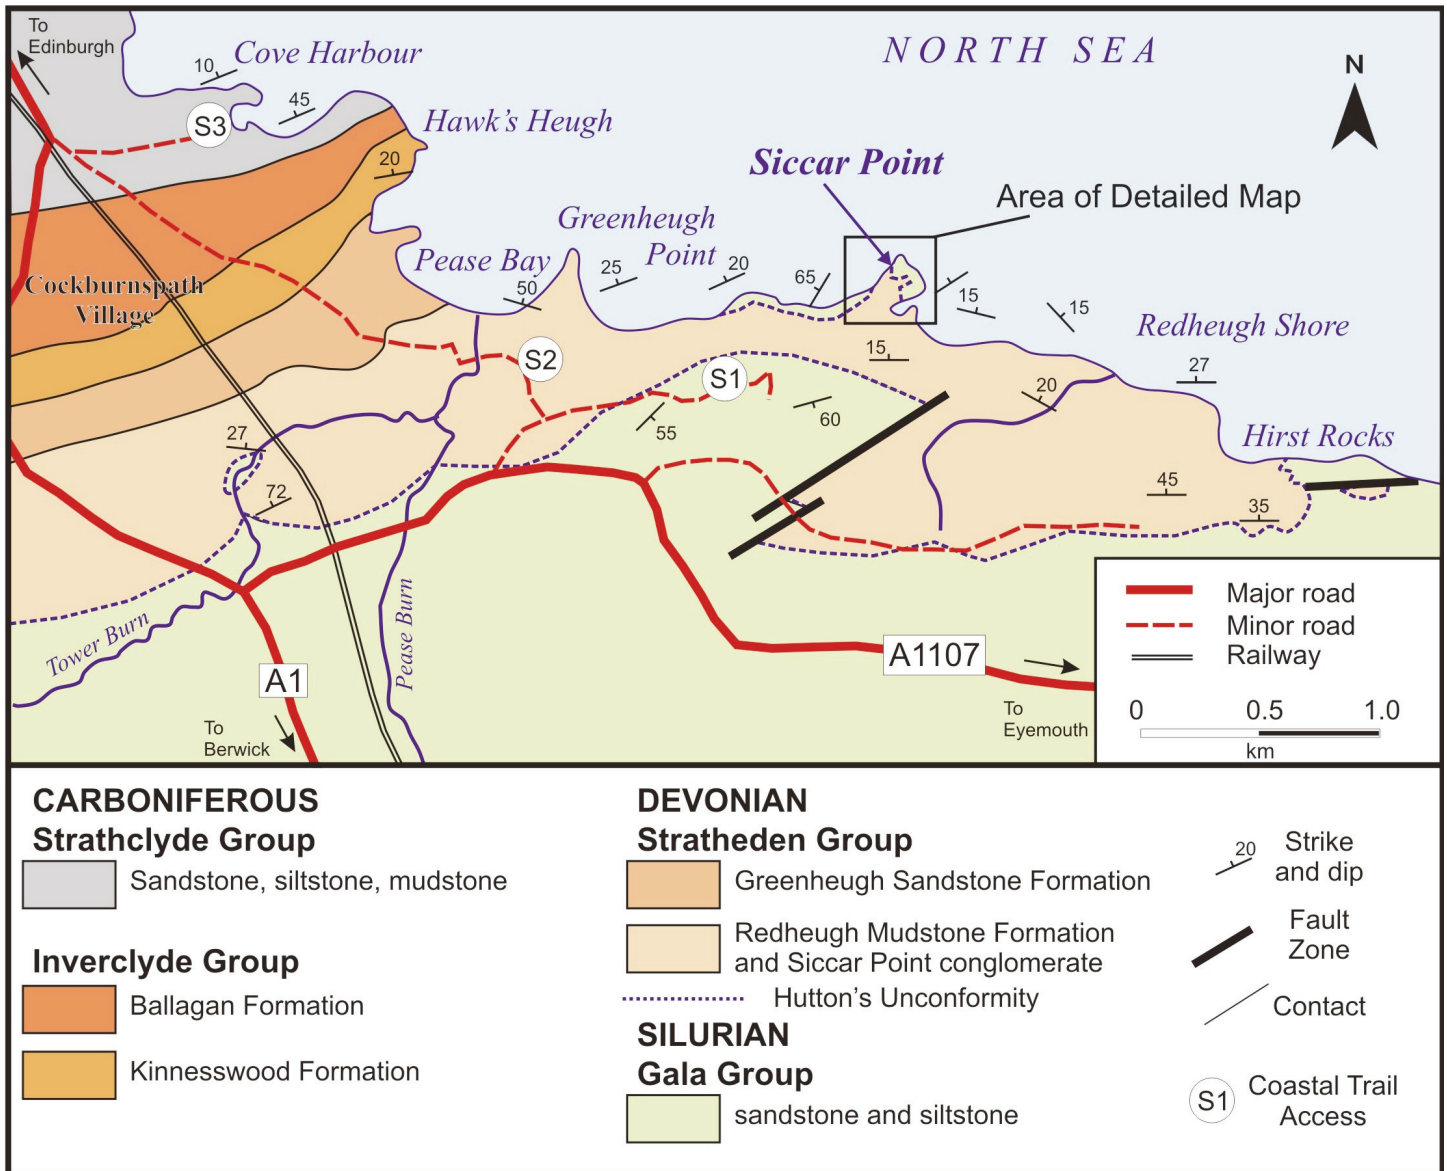 To
Edinburgh
Cove Harbour
NORTH SEA
N
10
45
S3
Hawk's Heugh
20
Siccar Point
Area of Detailed Map
Greenheugh
Point
Pease Bay
50
25
20
65
15
15
Redheugh Shore
Cockburnspath
Village
S2
S1
15
20
27
55
60
Hirst Rocks
27
72
45
35
Tower Burn
Pease Burn
A1
A1107
To
Berwick
To
Eyemouth
Major road
Minor road
Railway
0 0.5 1.0
km
CARBONIFEROUS
Strathclyde Group
Sandstone, siltstone, mudstone
Inverclyde Group
Ballagan Formation
Kinnesswood Formation
DEVONIAN
Stratheden Group
Greenheugh Sandstone Formation
Redheugh Mudstone Formation
and Siccar Point conglomerate
Hutton's Unconformity
SILURIAN
Gala Group
sandstone and siltstone
20
Strike
and dip
Fault
Zone
Contact
S1
Coastal Trail
Access